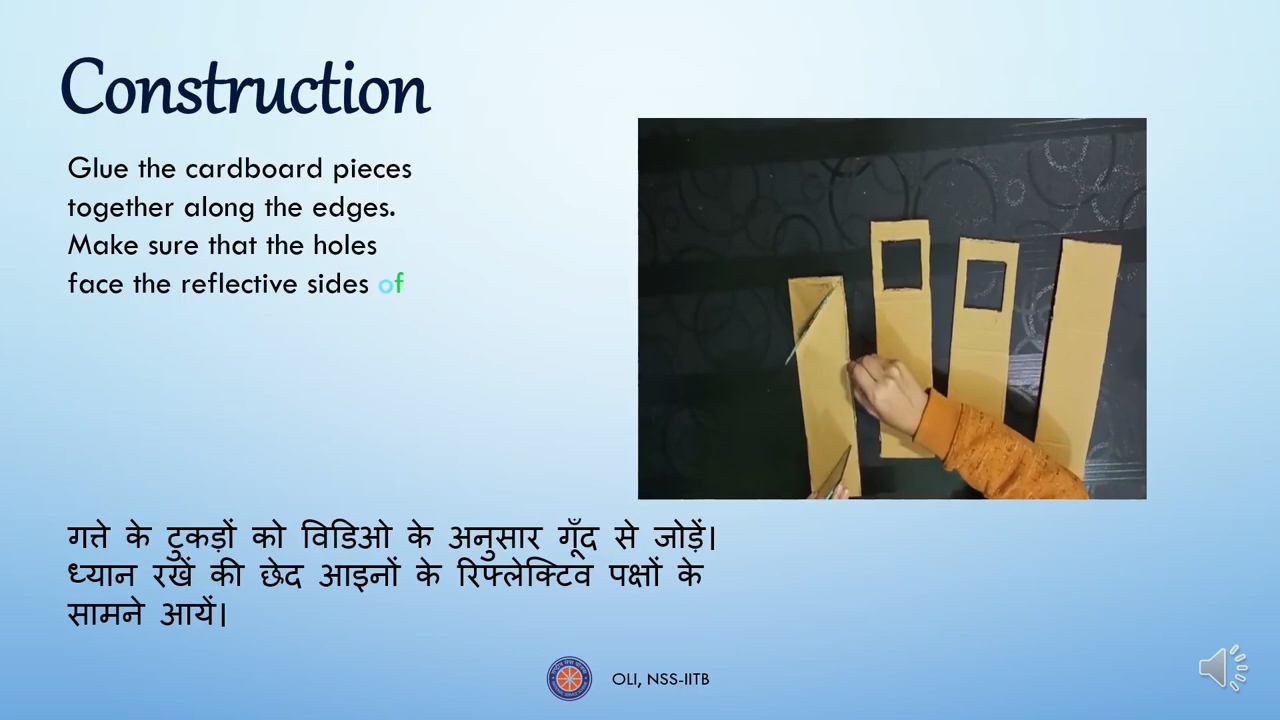 Construction
Glue the cardboard pieces
together along the edges.
Make sure that the holes
face the reflective sides of
गत्ते के टुकड़ों को विडिओ के अनुसार गूँद से जोड़ें।
ध्यान रखें की छेद आइनों के रिफ्लेक्टिव पक्षों के
सामने आयें।
OLI, NSS-IITB